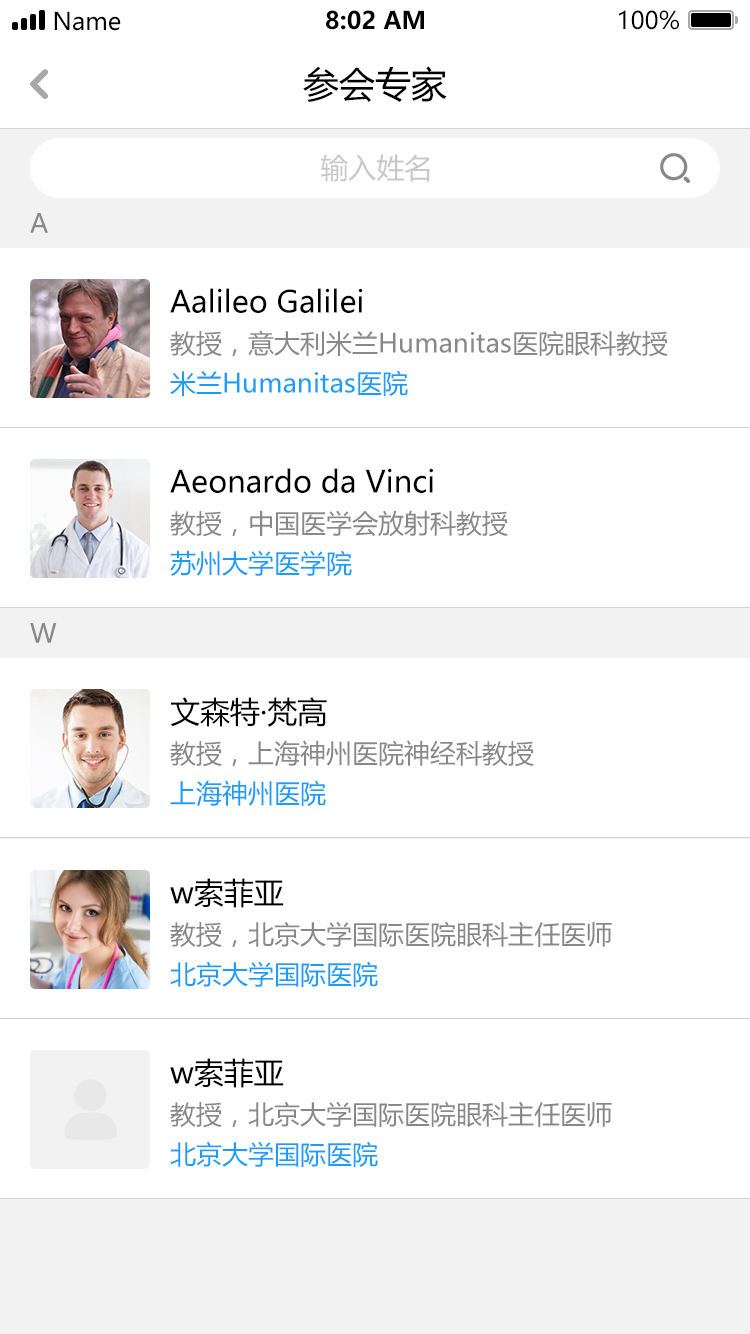 Name 8:02 AM 100%
参会专家
输入姓名
A
Aalileo Galilei
教授，意大利米兰Humanitas医院眼科教授
米兰Humanitas医院
Aeonardo da Vinci
教授，中国医学会放射科教授
苏州大学医学院
W
文森特·梵高
教授，上海神州医院神经科教授
上海神州医院
w索菲亚
教授，北京大学国际医院眼科主任医师
北京大学国际医院
w索菲亚
教授，北京大学国际医院眼科主任医师
北京大学国际医院